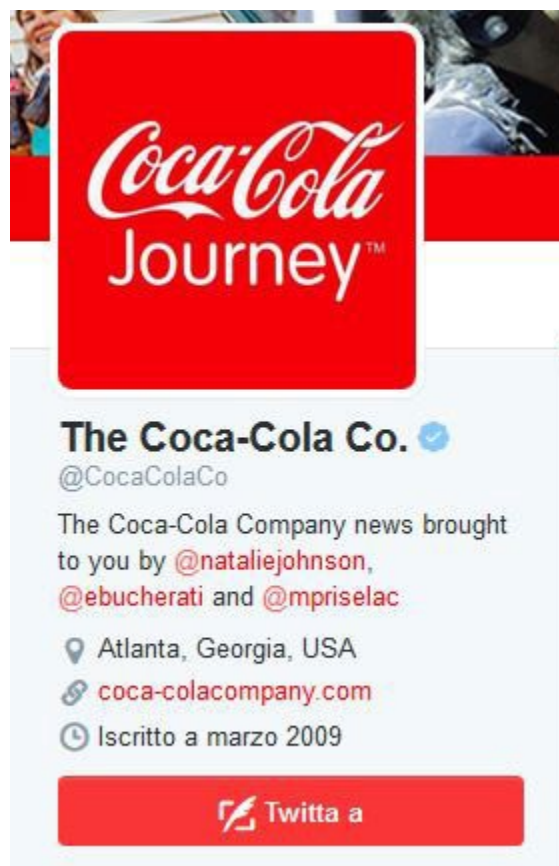 Coca-Cola
Journey™
The Coca-Cola Co.
@CocaColaCo
The Coca-Cola Company news brought
to you by @nataliejohnson,
@ebucherati and @mpriselac
Atlanta, Georgia, USA
coca-colacompany.com
Iscritto a marzo 2009
Twitta a